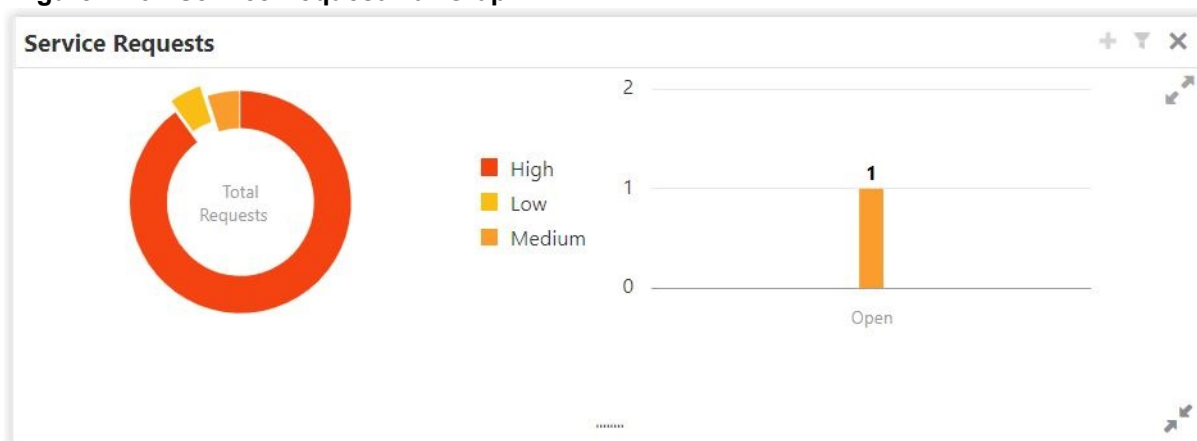 Service Requests
Total
Requests
High
Low
Medium
2
1
0
1
Open